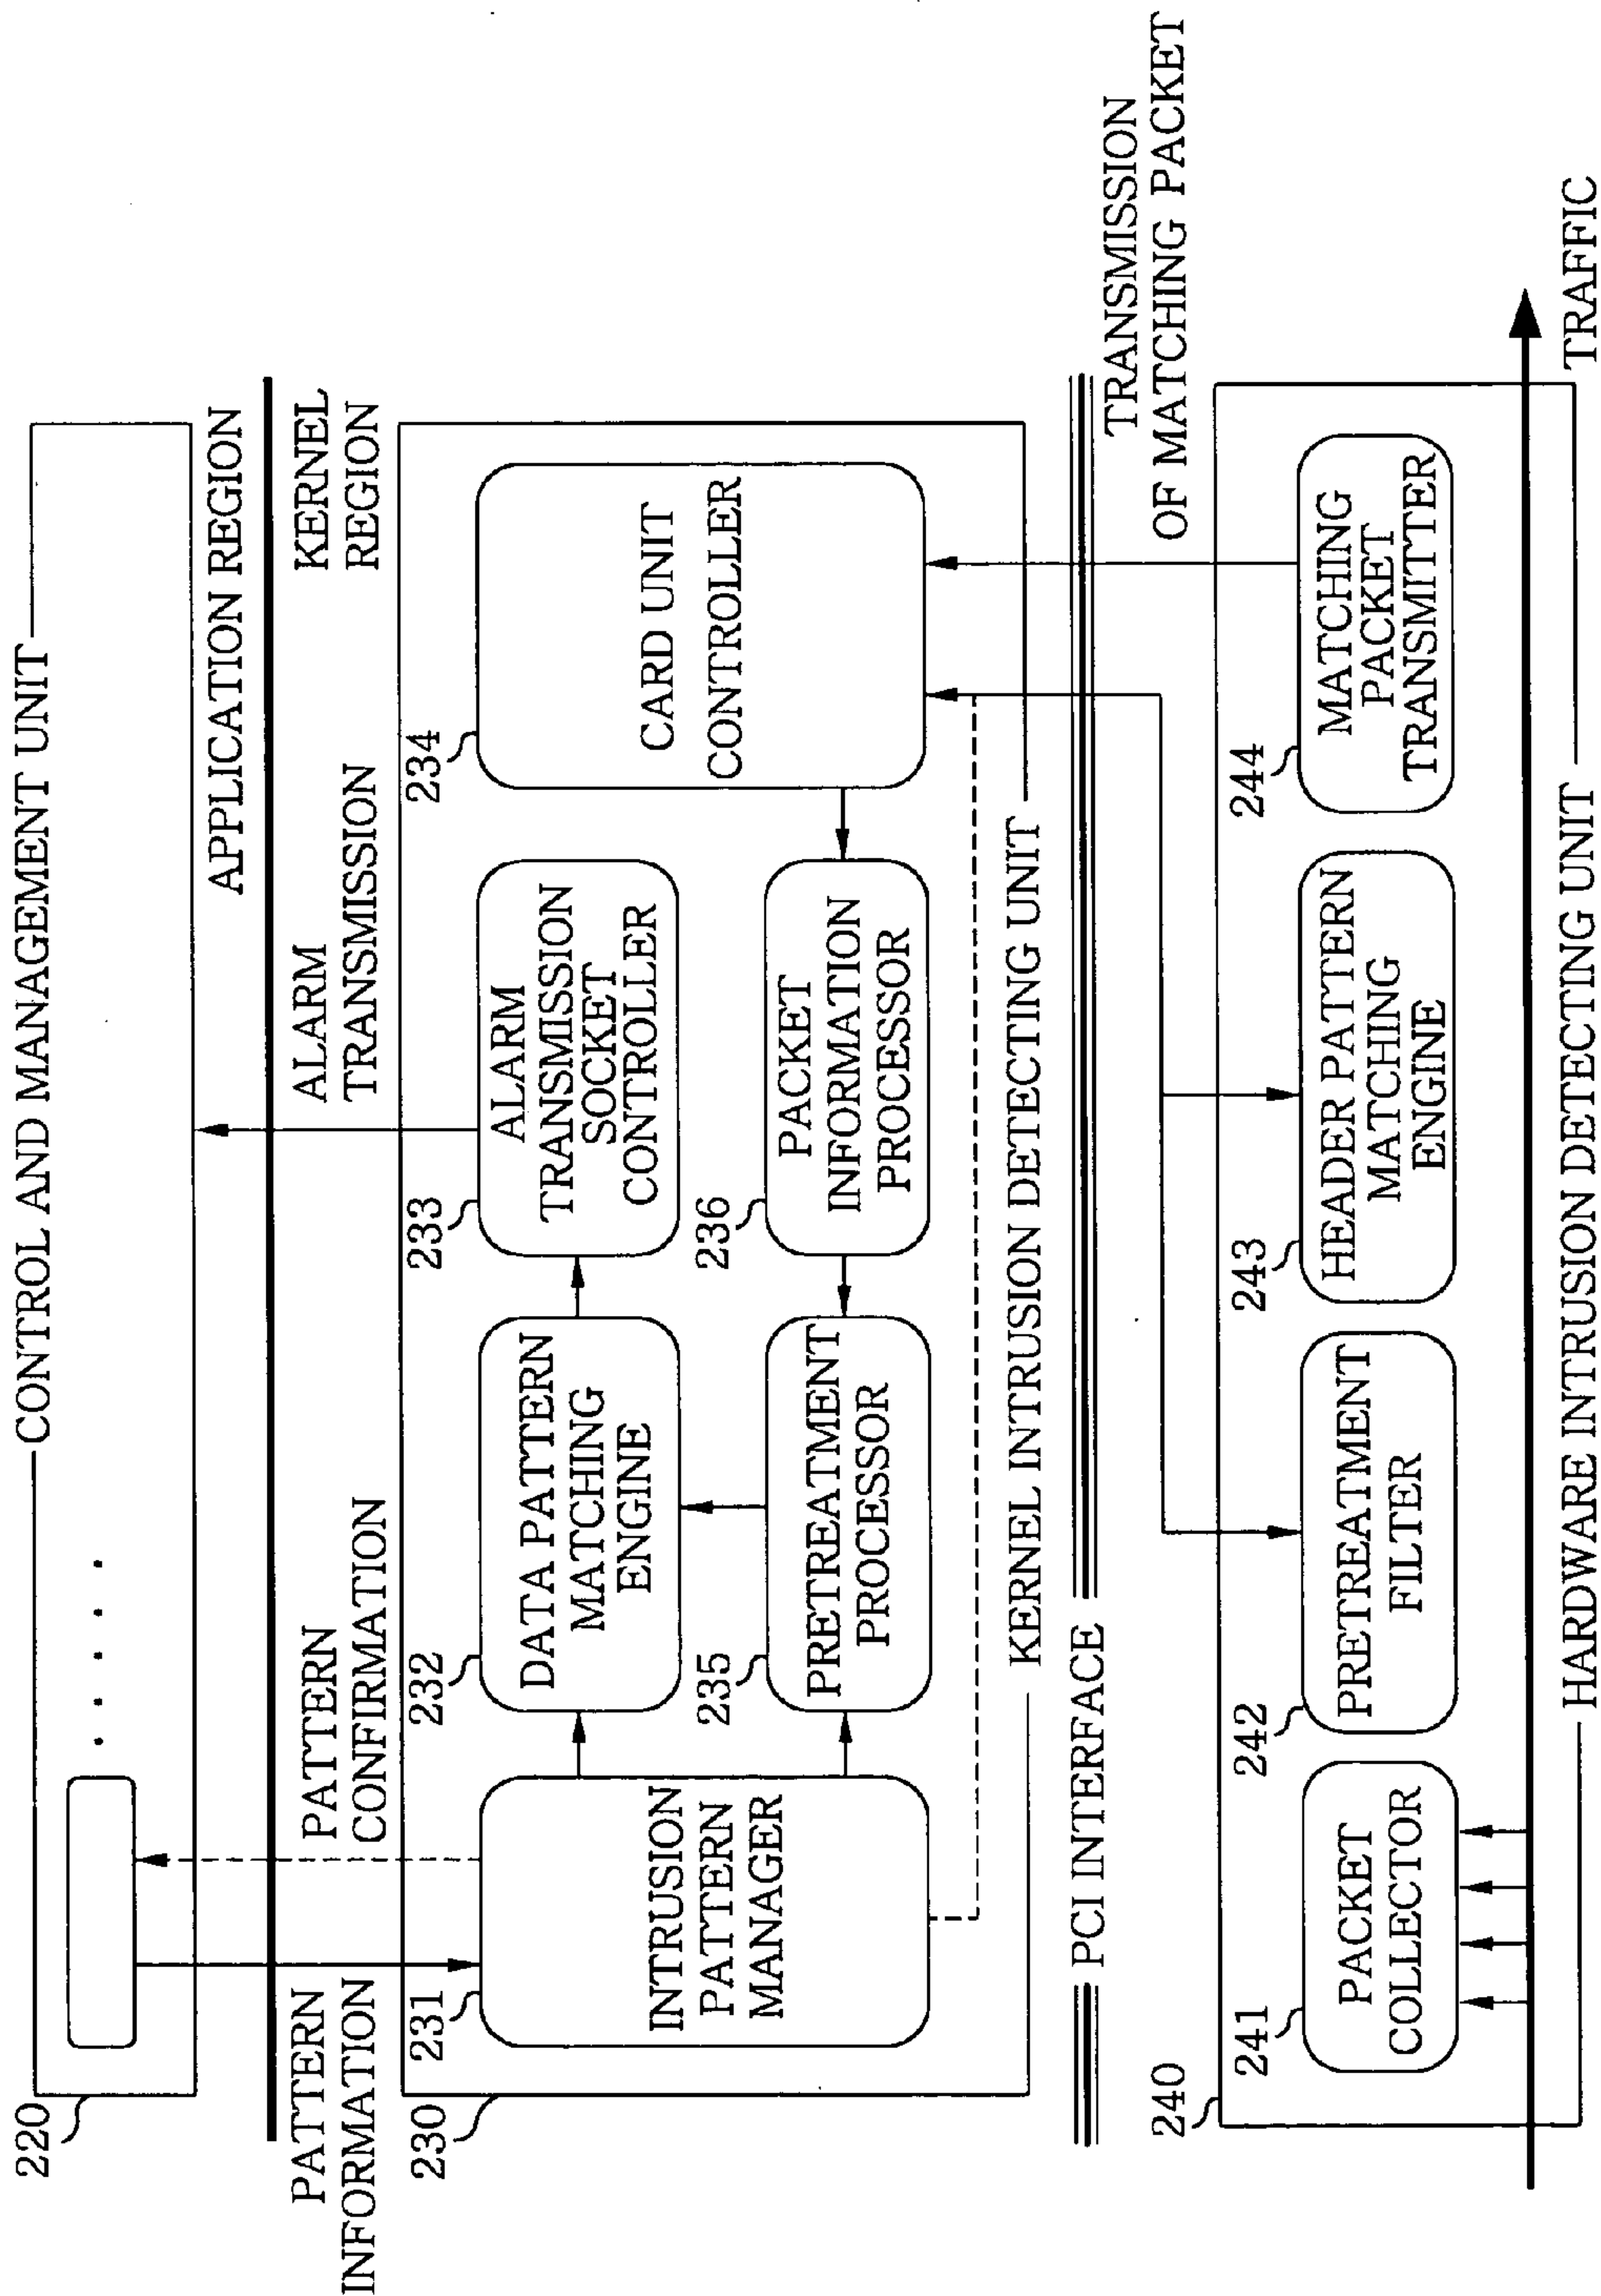 220
CONTROL AND MANAGEMENT UNIT
APPLICATION REGION
PATTERN
INFORMATION
PATTERN
CONFIRMATION
ALARM
TRANSMISSION
KERNEL
REGION
230
231
INTRUSION
PATTERN
MANAGER
232
DATA PATTERN
MATCHING
ENGINE
233
ALARM
TRANSMISSION
SOCKET
CONTROLLER
234
CARD UNIT
CONTROLLER
235
PRETREATMENT
PROCESSOR
236
PACKET
INFORMATION
PROCESSOR
KERNEL INTRUSION DETECTING UNIT
PCI INTERFACE
TRANSMISSION
OF MATCHING PACKET
240
241
PACKET
COLLECTOR
242
PRETREATMENT
FILTER
243
HEADER PATTERN
MATCHING
ENGINE
244
MATCHING
PACKET
TRANSMITTER
HARDWARE INTRUSION DETECTING UNIT
TRAFFIC